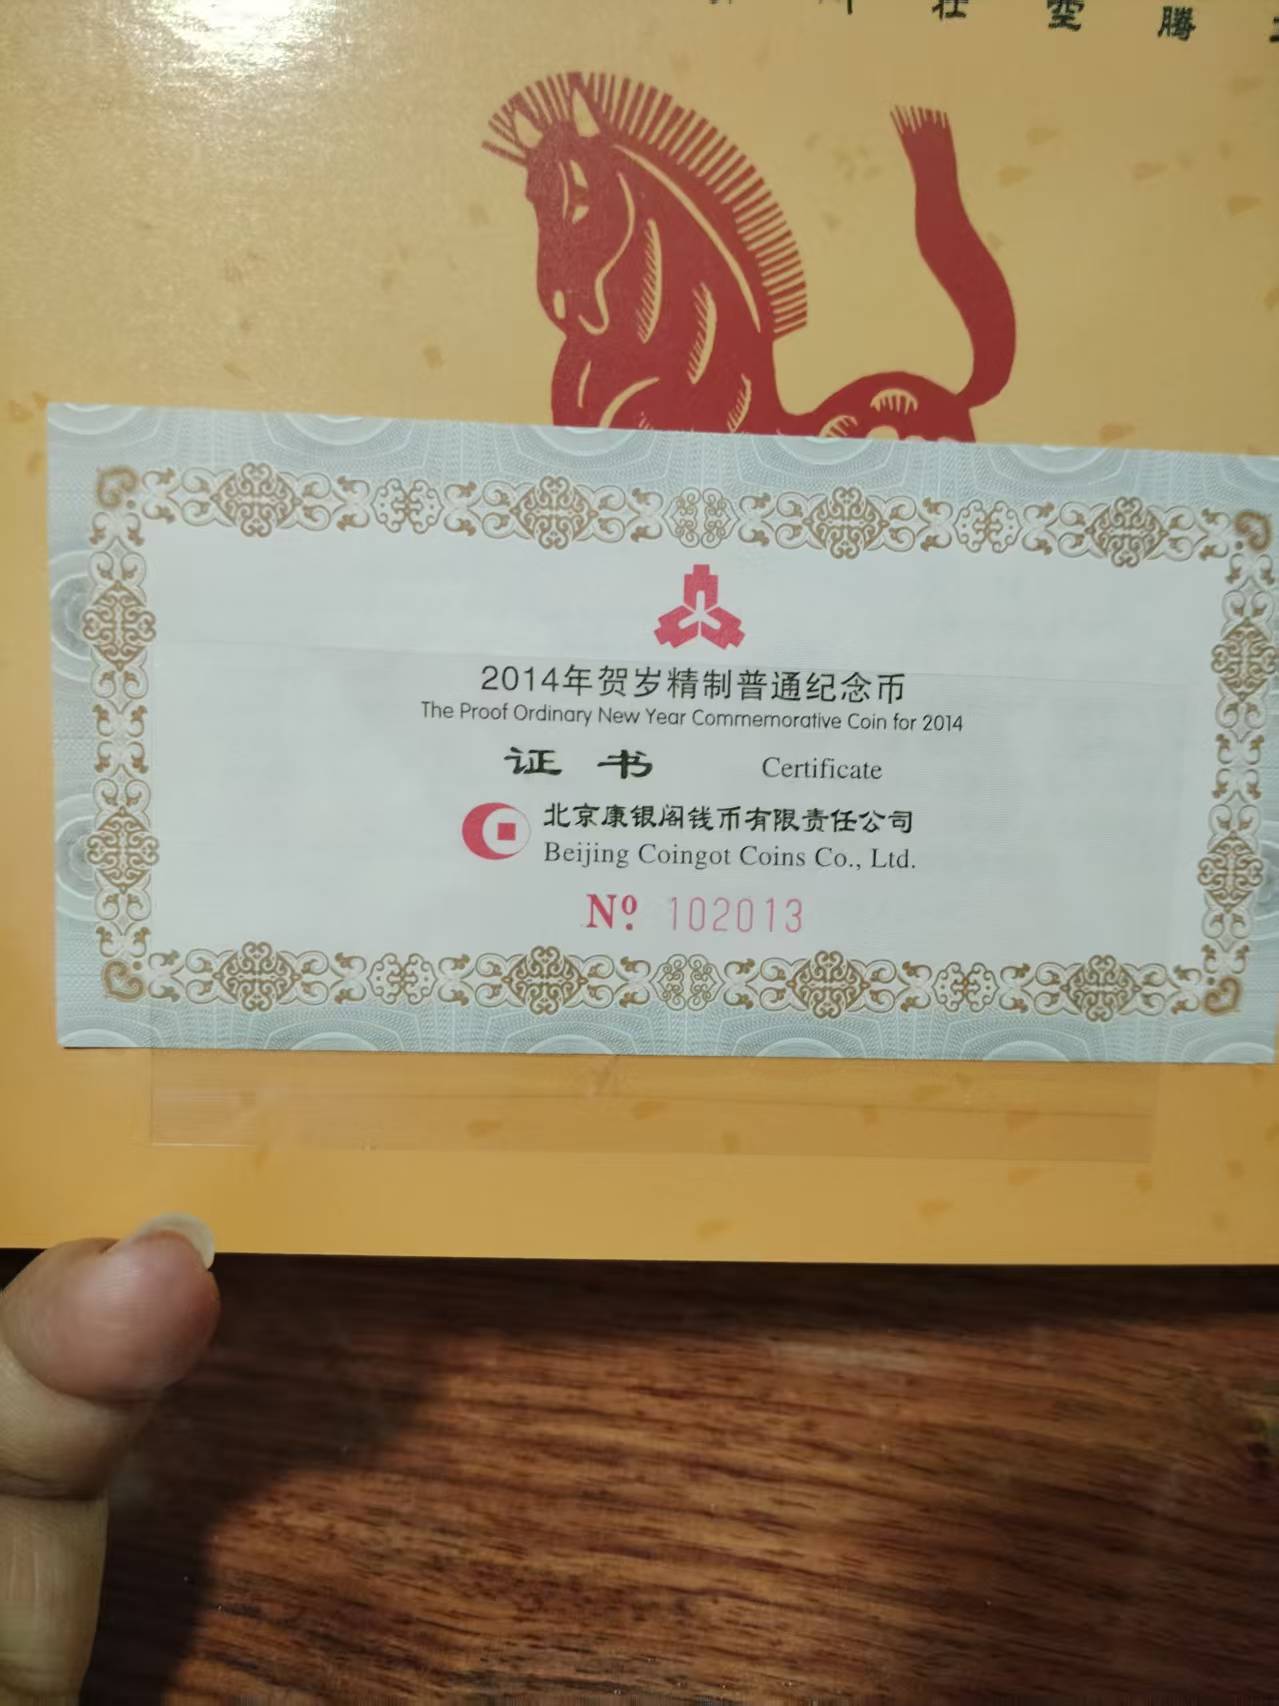 壮 空 腾
2014年贺岁精制普通纪念币
The Proof Ordinary New Year Commemorative Coin for 2014
证 书 Certificate
北京康银阁钱币有限责任公司
Beijing Coingot Coins Co., Ltd.
Nº 102013